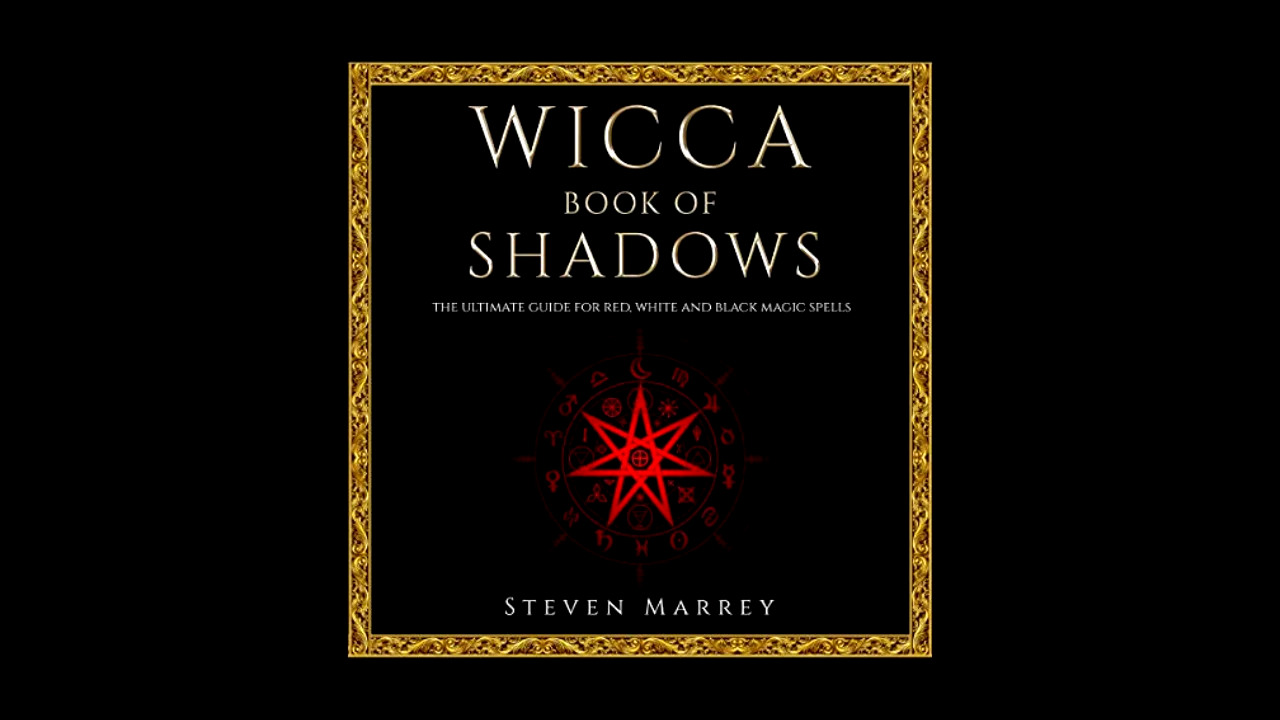 WICCA
BOOK OF
SHADOWS
THE ULTIMATE GUIDE FOR RED, WHITE AND BLACK MAGIC SPELLS
STEVEN MARREY